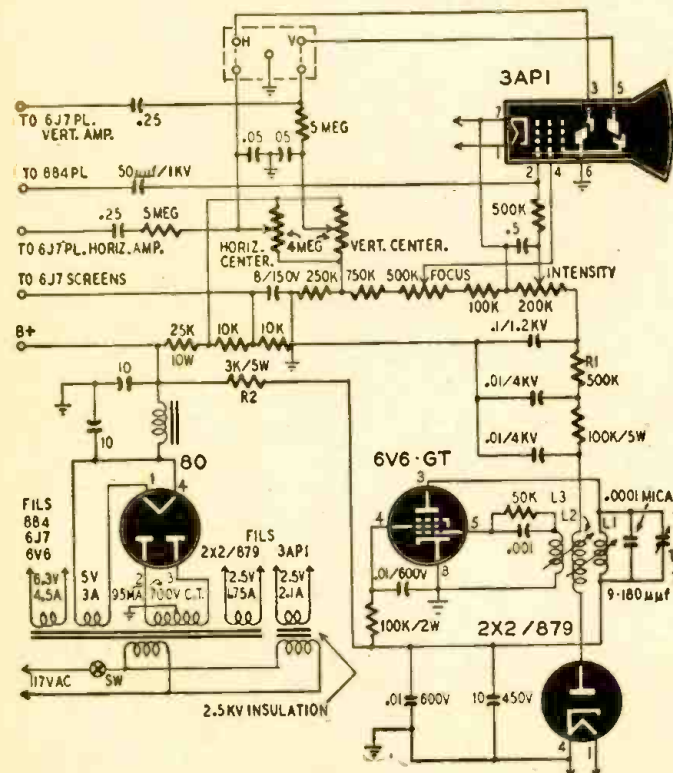 H V
3AP1
3 5
TO 6J7 PL.
VERT. AMP.
.25
5 MEG
7
1
.05 05
2 4 6
TO 884 PL
50μμf/1KV
500K
.25 5MEG
TO 6J7 PL. HORIZ. AMP.
HORIZ.
CENTER.
4MEG
VERT. CENTER.
.5
TO 6J7 SCREENS
8/150V 250K 750K 500K FOCUS
INTENSITY
100K 200K
B+
25K
10W
10K 10K
.1/1.2KV
3K/5W
R2
R1
500K
10
.01/4KV
10
.01/4KV
100K/5W
80
1 4
6V6-GT
3
4 5
8
50K L3
L2
.001
L1
.0001 MICA
9-180μμf
FILS
884
6J7
6V6
FILS
2X2/879 3AP1
6.3V
4.5A
5V
3A
2 3
95MA 700V C.T.
2.5V
1.75A
2.5V
2.1A
.01/600V
100K/2W
2X2/879
117VAC SW
2.5KV INSULATION
.01 600V
10 450V
4 1